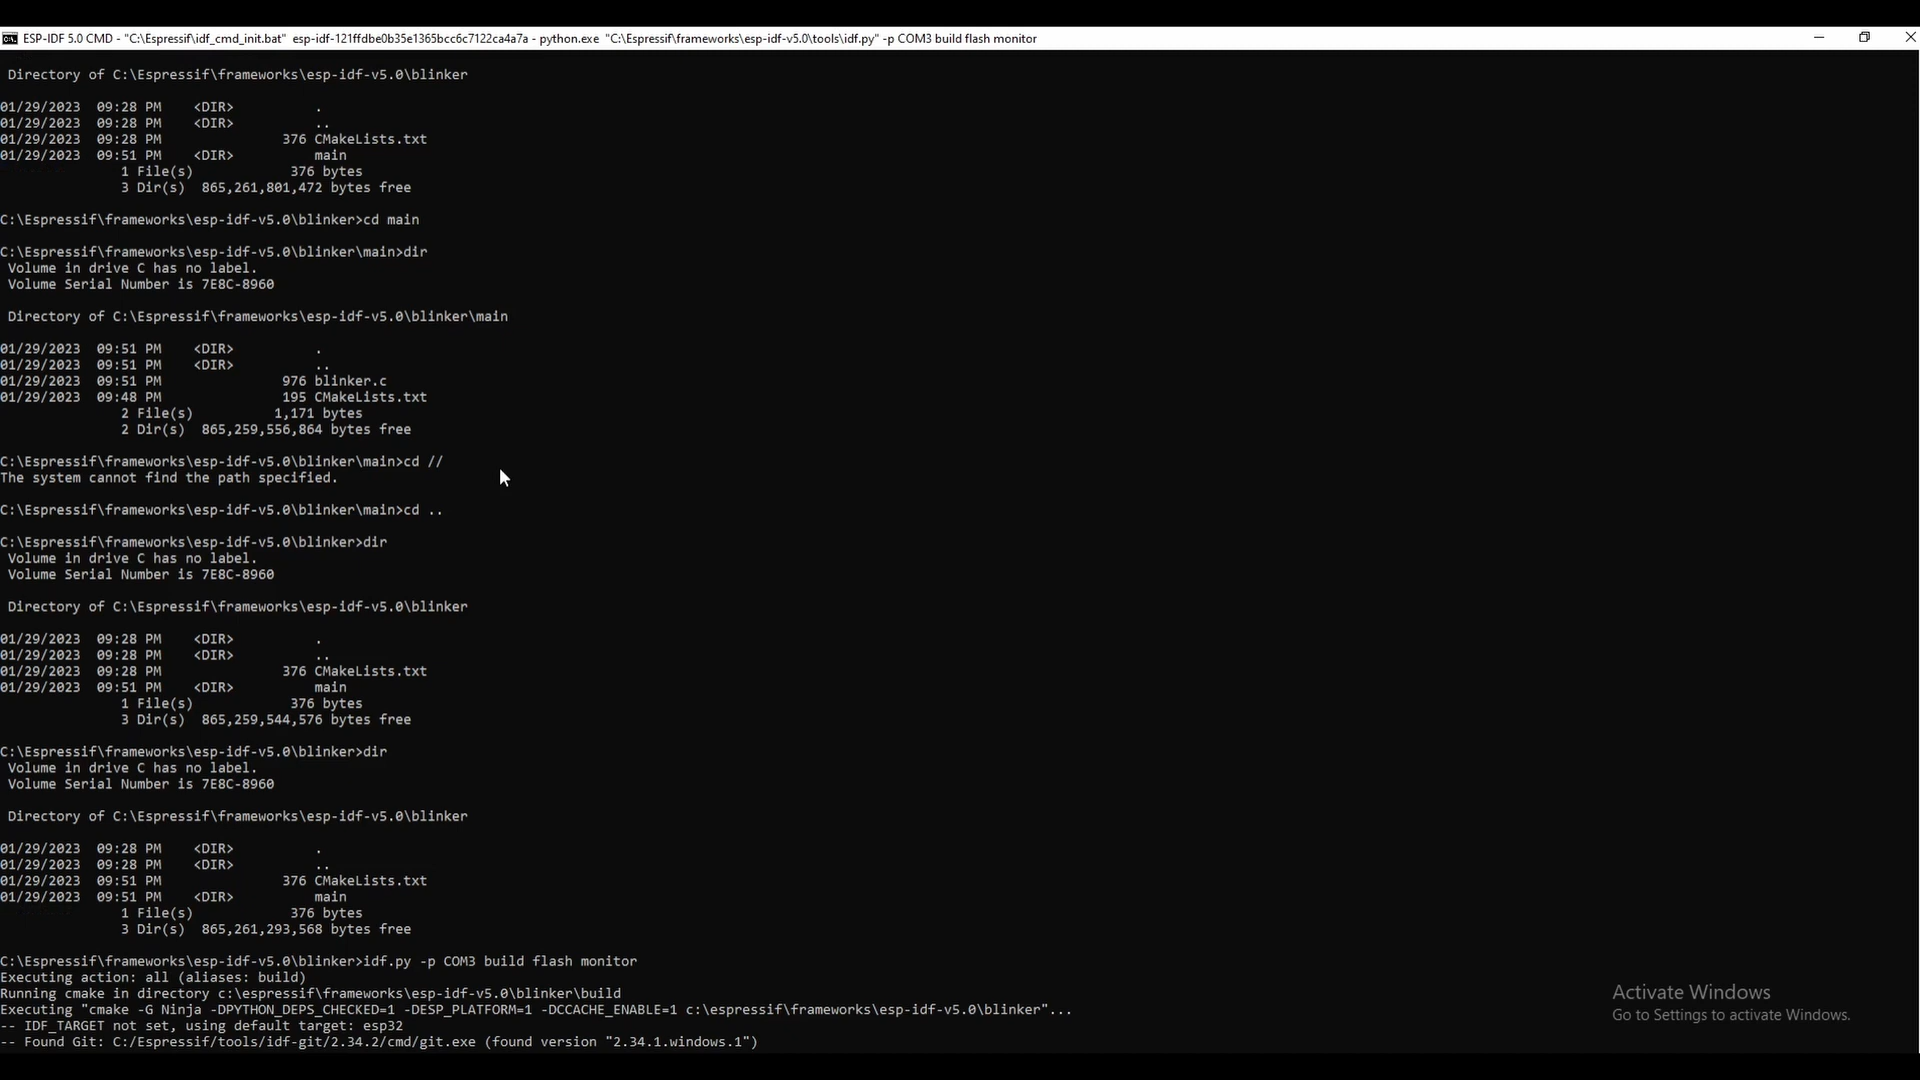 ESP-IDF 5.0 CMD - "C:\Espressif\idf_cmd_init.bat"  esp-idf-121ffdbe0b35e1365bcc6c7122ca4a7a - python.exe  "C:\Espressif\frameworks\esp-idf-v5.0\tools\idf.py" -p COM3 build flash monitor
Directory of C:\Espressif\frameworks\esp-idf-v5.0\blinker
01/29/2023  09:28 PM    <DIR>          .
01/29/2023  09:28 PM    <DIR>          ..
01/29/2023  09:28 PM               376 CMakeLists.txt
01/29/2023  09:51 PM    <DIR>          main
1 File(s)            376 bytes
3 Dir(s)  865,261,801,472 bytes free
C:\Espressif\frameworks\esp-idf-v5.0\blinker>cd main
C:\Espressif\frameworks\esp-idf-v5.0\blinker\main>dir
Volume in drive C has no label.
Volume Serial Number is 7E8C-8960
Directory of C:\Espressif\frameworks\esp-idf-v5.0\blinker\main
01/29/2023  09:51 PM    <DIR>          .
01/29/2023  09:51 PM    <DIR>          ..
01/29/2023  09:51 PM               976 blinker.c
01/29/2023  09:48 PM               195 CMakeLists.txt
2 File(s)          1,171 bytes
2 Dir(s)  865,259,556,864 bytes free
C:\Espressif\frameworks\esp-idf-v5.0\blinker\main>cd //
The system cannot find the path specified.
C:\Espressif\frameworks\esp-idf-v5.0\blinker\main>cd ..
C:\Espressif\frameworks\esp-idf-v5.0\blinker>dir
Volume in drive C has no label.
Volume Serial Number is 7E8C-8960
Directory of C:\Espressif\frameworks\esp-idf-v5.0\blinker
01/29/2023  09:28 PM    <DIR>          .
01/29/2023  09:28 PM    <DIR>          ..
01/29/2023  09:28 PM               376 CMakeLists.txt
01/29/2023  09:51 PM    <DIR>          main
1 File(s)            376 bytes
3 Dir(s)  865,259,544,576 bytes free
C:\Espressif\frameworks\esp-idf-v5.0\blinker>dir
Volume in drive C has no label.
Volume Serial Number is 7E8C-8960
Directory of C:\Espressif\frameworks\esp-idf-v5.0\blinker
01/29/2023  09:28 PM    <DIR>          .
01/29/2023  09:28 PM    <DIR>          ..
01/29/2023  09:51 PM               376 CMakeLists.txt
01/29/2023  09:51 PM    <DIR>          main
1 File(s)            376 bytes
3 Dir(s)  865,261,293,568 bytes free
C:\Espressif\frameworks\esp-idf-v5.0\blinker>idf.py -p COM3 build flash monitor
Executing action: all (aliases: build)
Running cmake in directory c:\espressif\frameworks\esp-idf-v5.0\blinker\build
Executing "cmake -G Ninja -DPYTHON_DEPS_CHECKED=1 -DESP_PLATFORM=1 -DCCACHE_ENABLE=1 c:\espressif\frameworks\esp-idf-v5.0\blinker"...
-- IDF_TARGET not set, using default target: esp32
-- Found Git: C:/Espressif/tools/idf-git/2.34.2/cmd/git.exe (found version "2.34.1.windows.1")
Activate Windows
Go to Settings to activate Windows.